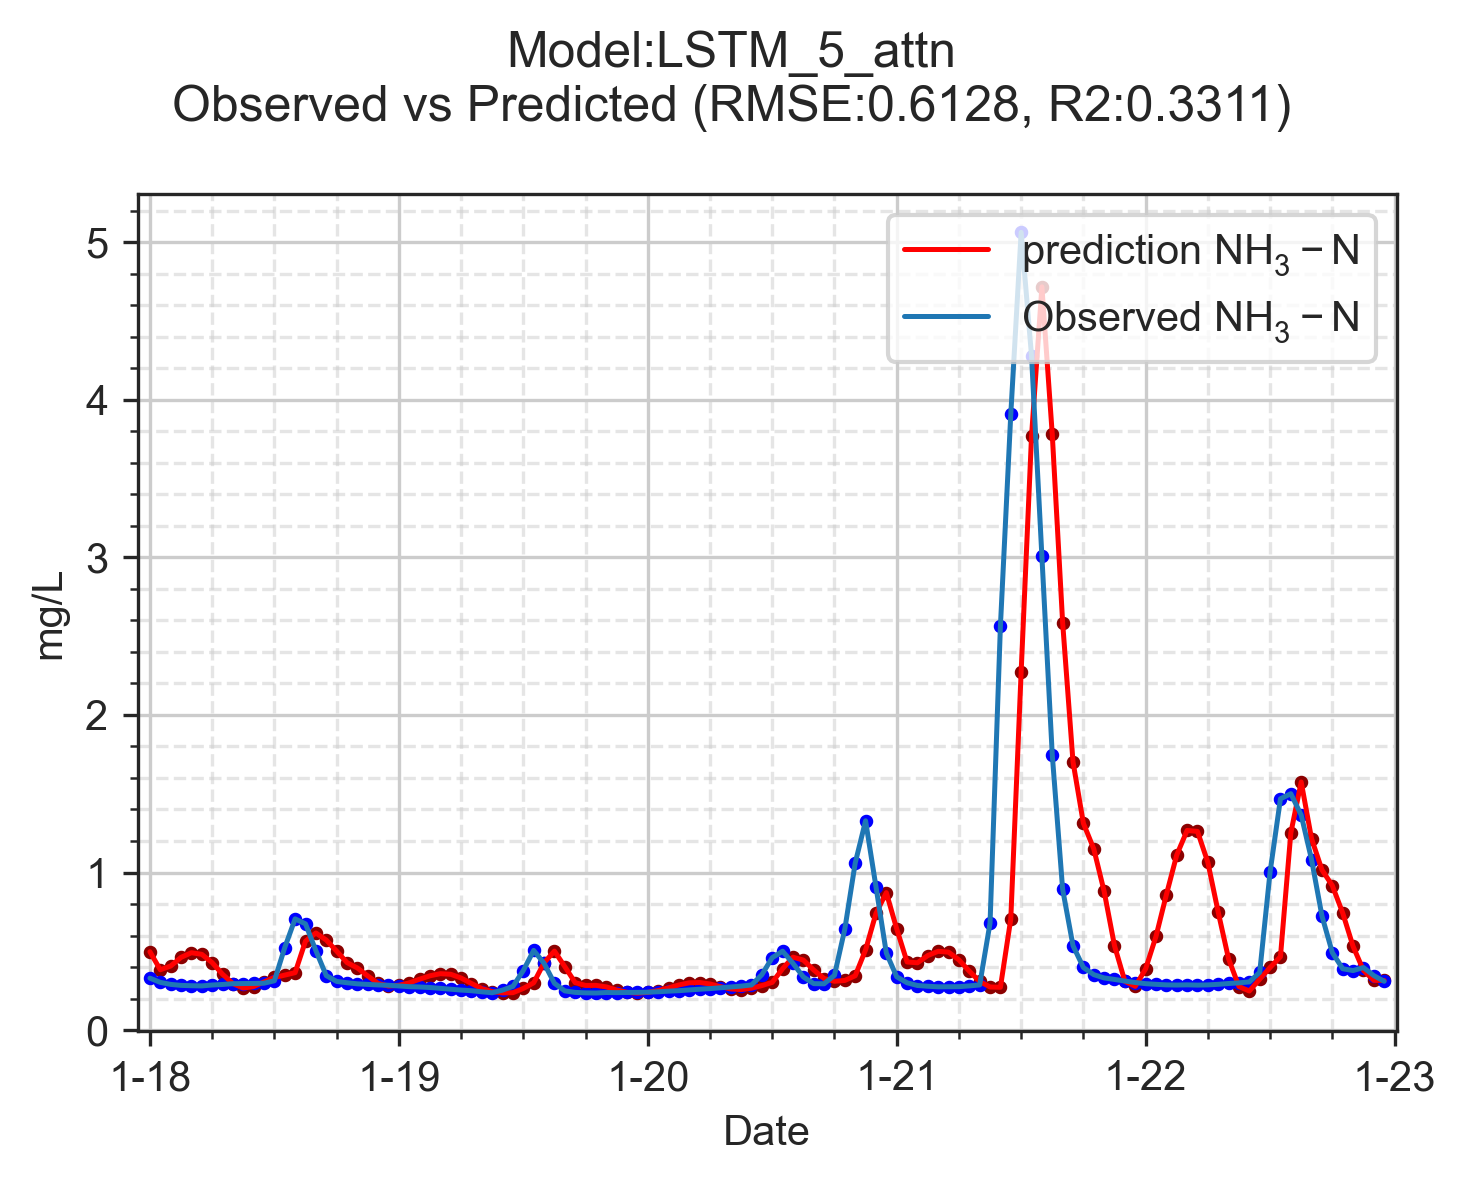 Model:LSTM_5_attn
Observed vs Predicted (RMSE:0.6128, R2:0.3311)
prediction NH₃ − N
Observed NH₃ − N
5
4
3
2
1
0
mg/L
1-18 1-19 1-20 1-21 1-22 1-23
Date